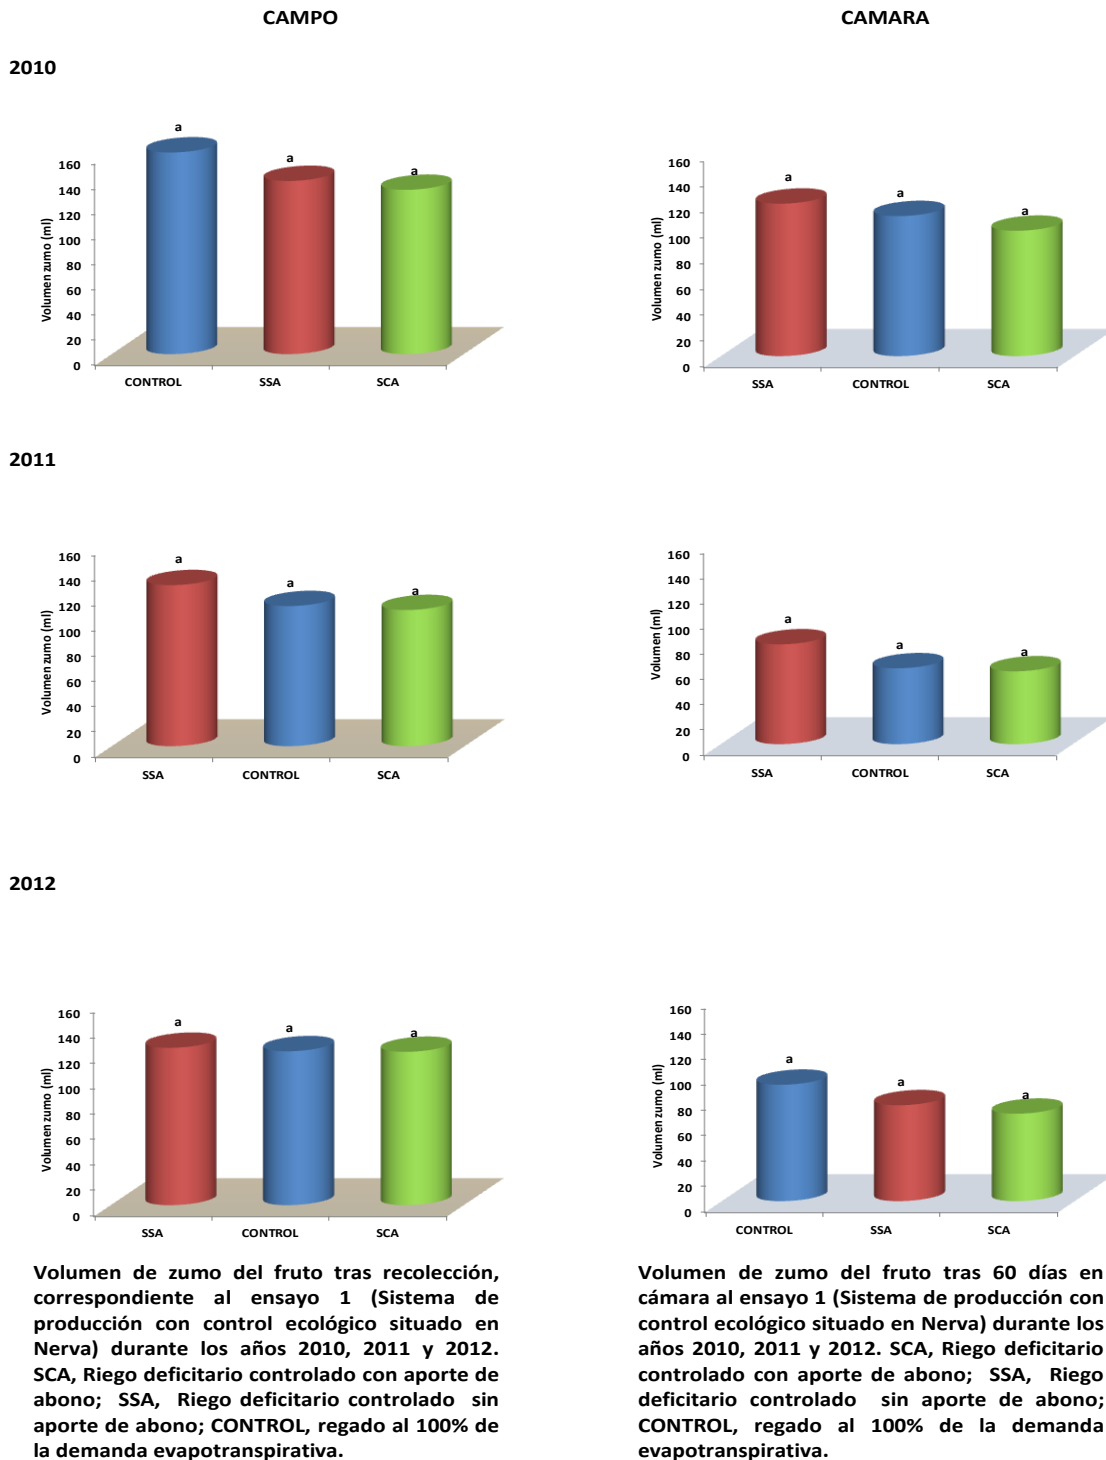 CAMPO
CAMARA
2010
a
a
a
160
140
120
100
80
60
40
20
0
Volumen zumo (ml)
CONTROL
SSA
SCA
a
a
a
160
140
120
100
80
60
40
20
0
Volumen zumo (ml)
SSA
CONTROL
SCA
2011
a
a
a
160
140
120
100
80
60
40
20
0
Volumen zumo (ml)
SSA
CONTROL
SCA
a
a
a
160
140
120
100
80
60
40
20
0
Volumen (ml)
SSA
CONTROL
SCA
2012
a
a
a
160
140
120
100
80
60
40
20
0
Volumen zumo (ml)
SSA
CONTROL
SCA
a
a
a
160
140
120
100
80
60
40
20
0
Volumen zumo (ml)
CONTROL
SSA
SCA
Volumen de zumo del fruto tras recolección,
correspondiente al ensayo 1 (Sistema de
producción con control ecológico situado en
Nerva) durante los años 2010, 2011 y 2012.
SCA, Riego deficitario controlado con aporte de
abono; SSA, Riego deficitario controlado sin
aporte de abono; CONTROL, regado al 100% de
la demanda evapotranspirativa.
Volumen de zumo del fruto tras 60 días en
cámara al ensayo 1 (Sistema de producción con
control ecológico situado en Nerva) durante los
años 2010, 2011 y 2012. SCA, Riego deficitario
controlado con aporte de abono; SSA, Riego
deficitario controlado sin aporte de abono;
CONTROL, regado al 100% de la demanda
evapotranspirativa.